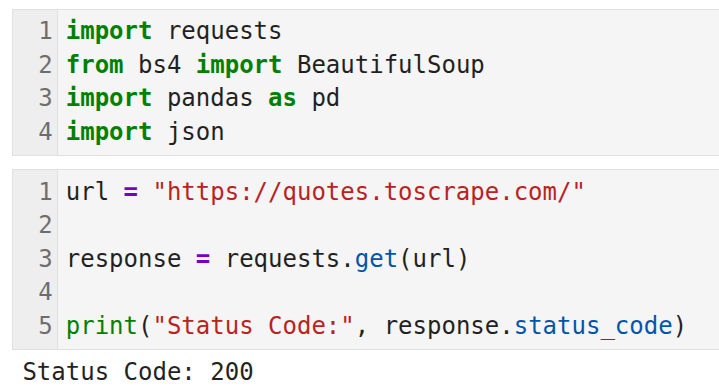 1 import requests
2 from bs4 import BeautifulSoup
3 import pandas as pd
4 import json
1 url = "https://quotes.toscrape.com/"
2
3 response = requests.get(url)
4
5 print("Status Code:", response.status_code)
Status Code: 200